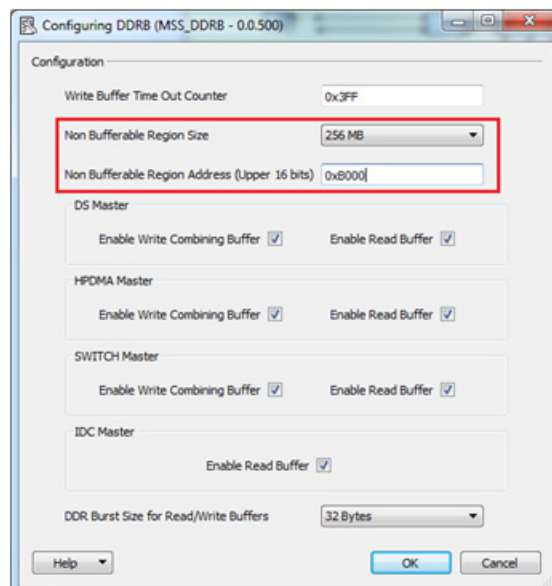 Configuring DDRB (MSS_DDRB - 0.0.500)
Configuration
Write Buffer Time Out Counter 0x3FF
Non Bufferable Region Size 256 MB
Non Bufferable Region Address (Upper 16 bits) 0xB000
DS Master
Enable Write Combining Buffer Enable Read Buffer
HPDMA Master
Enable Write Combining Buffer Enable Read Buffer
SWITCH Master
Enable Write Combining Buffer Enable Read Buffer
IDC Master
Enable Read Buffer
DDR Burst Size for Read/Write Buffers 32 Bytes
Help OK Cancel